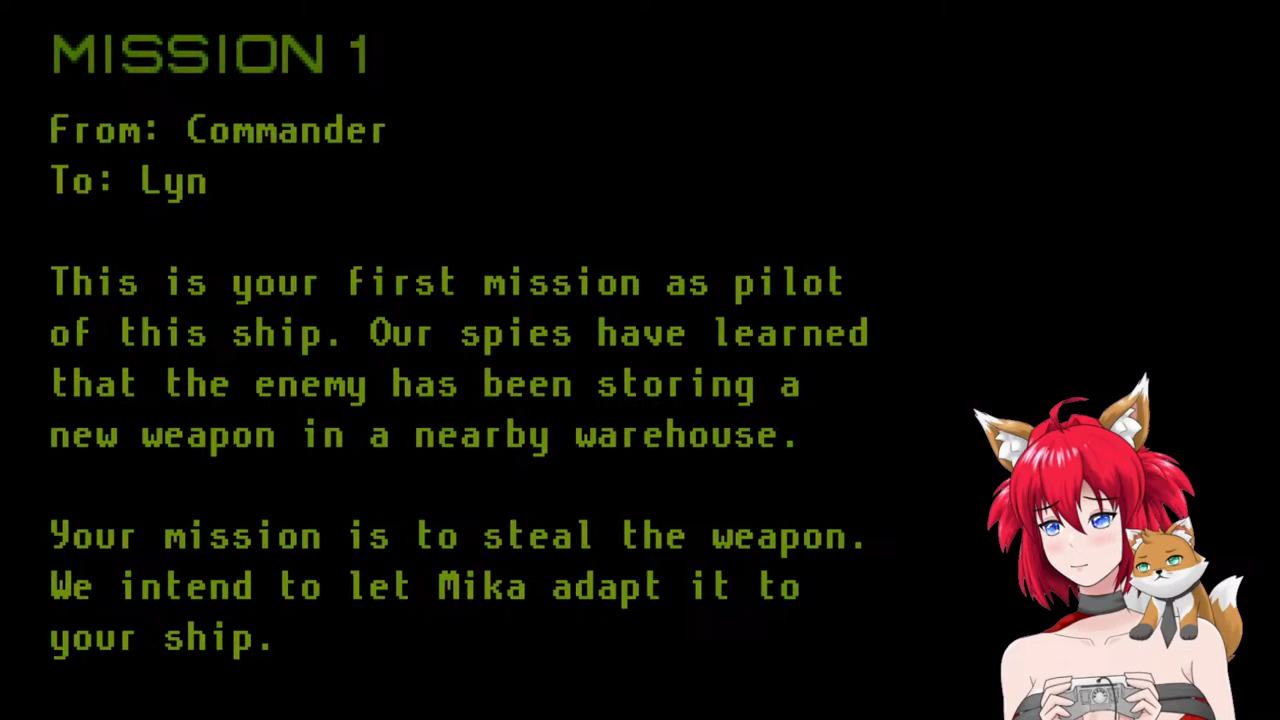 MISSION 1
From: Commander
To: Lyn
This is your first mission as pilot
of this ship. Our spies have learned
that the enemy has been storing a
new weapon in a nearby warehouse.
Your mission is to steal the weapon.
We intend to let Mika adapt it to
your ship.